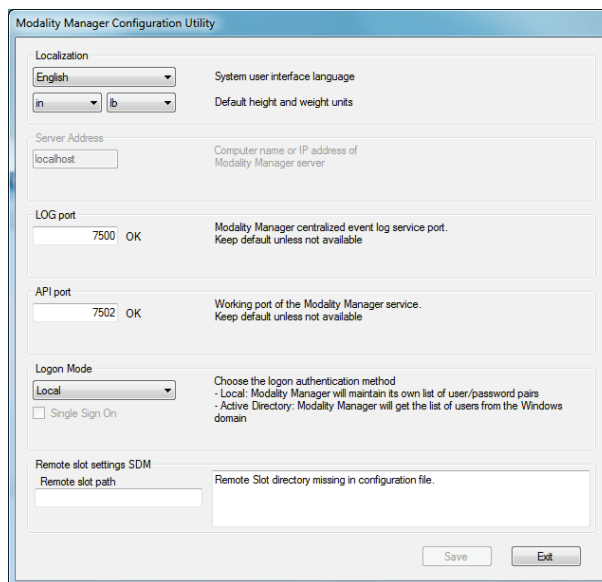 Modality Manager Configuration Utility
Localization
English System user interface language
in lb Default height and weight units
Server Address
localhost Computer name or IP address of
Modality Manager server
LOG port
7500 OK Modality Manager centralized event log service port.
Keep default unless not available
API port
7502 OK Working port of the Modality Manager service.
Keep default unless not available
Logon Mode
Local Choose the logon authentication method
- Local: Modality Manager will maintain its own list of user/password pairs
Single Sign On - Active Directory: Modality Manager will get the list of users from the Windows
domain
Remote slot settings SDM
Remote slot path Remote Slot directory missing in configuration file.
Save Exit